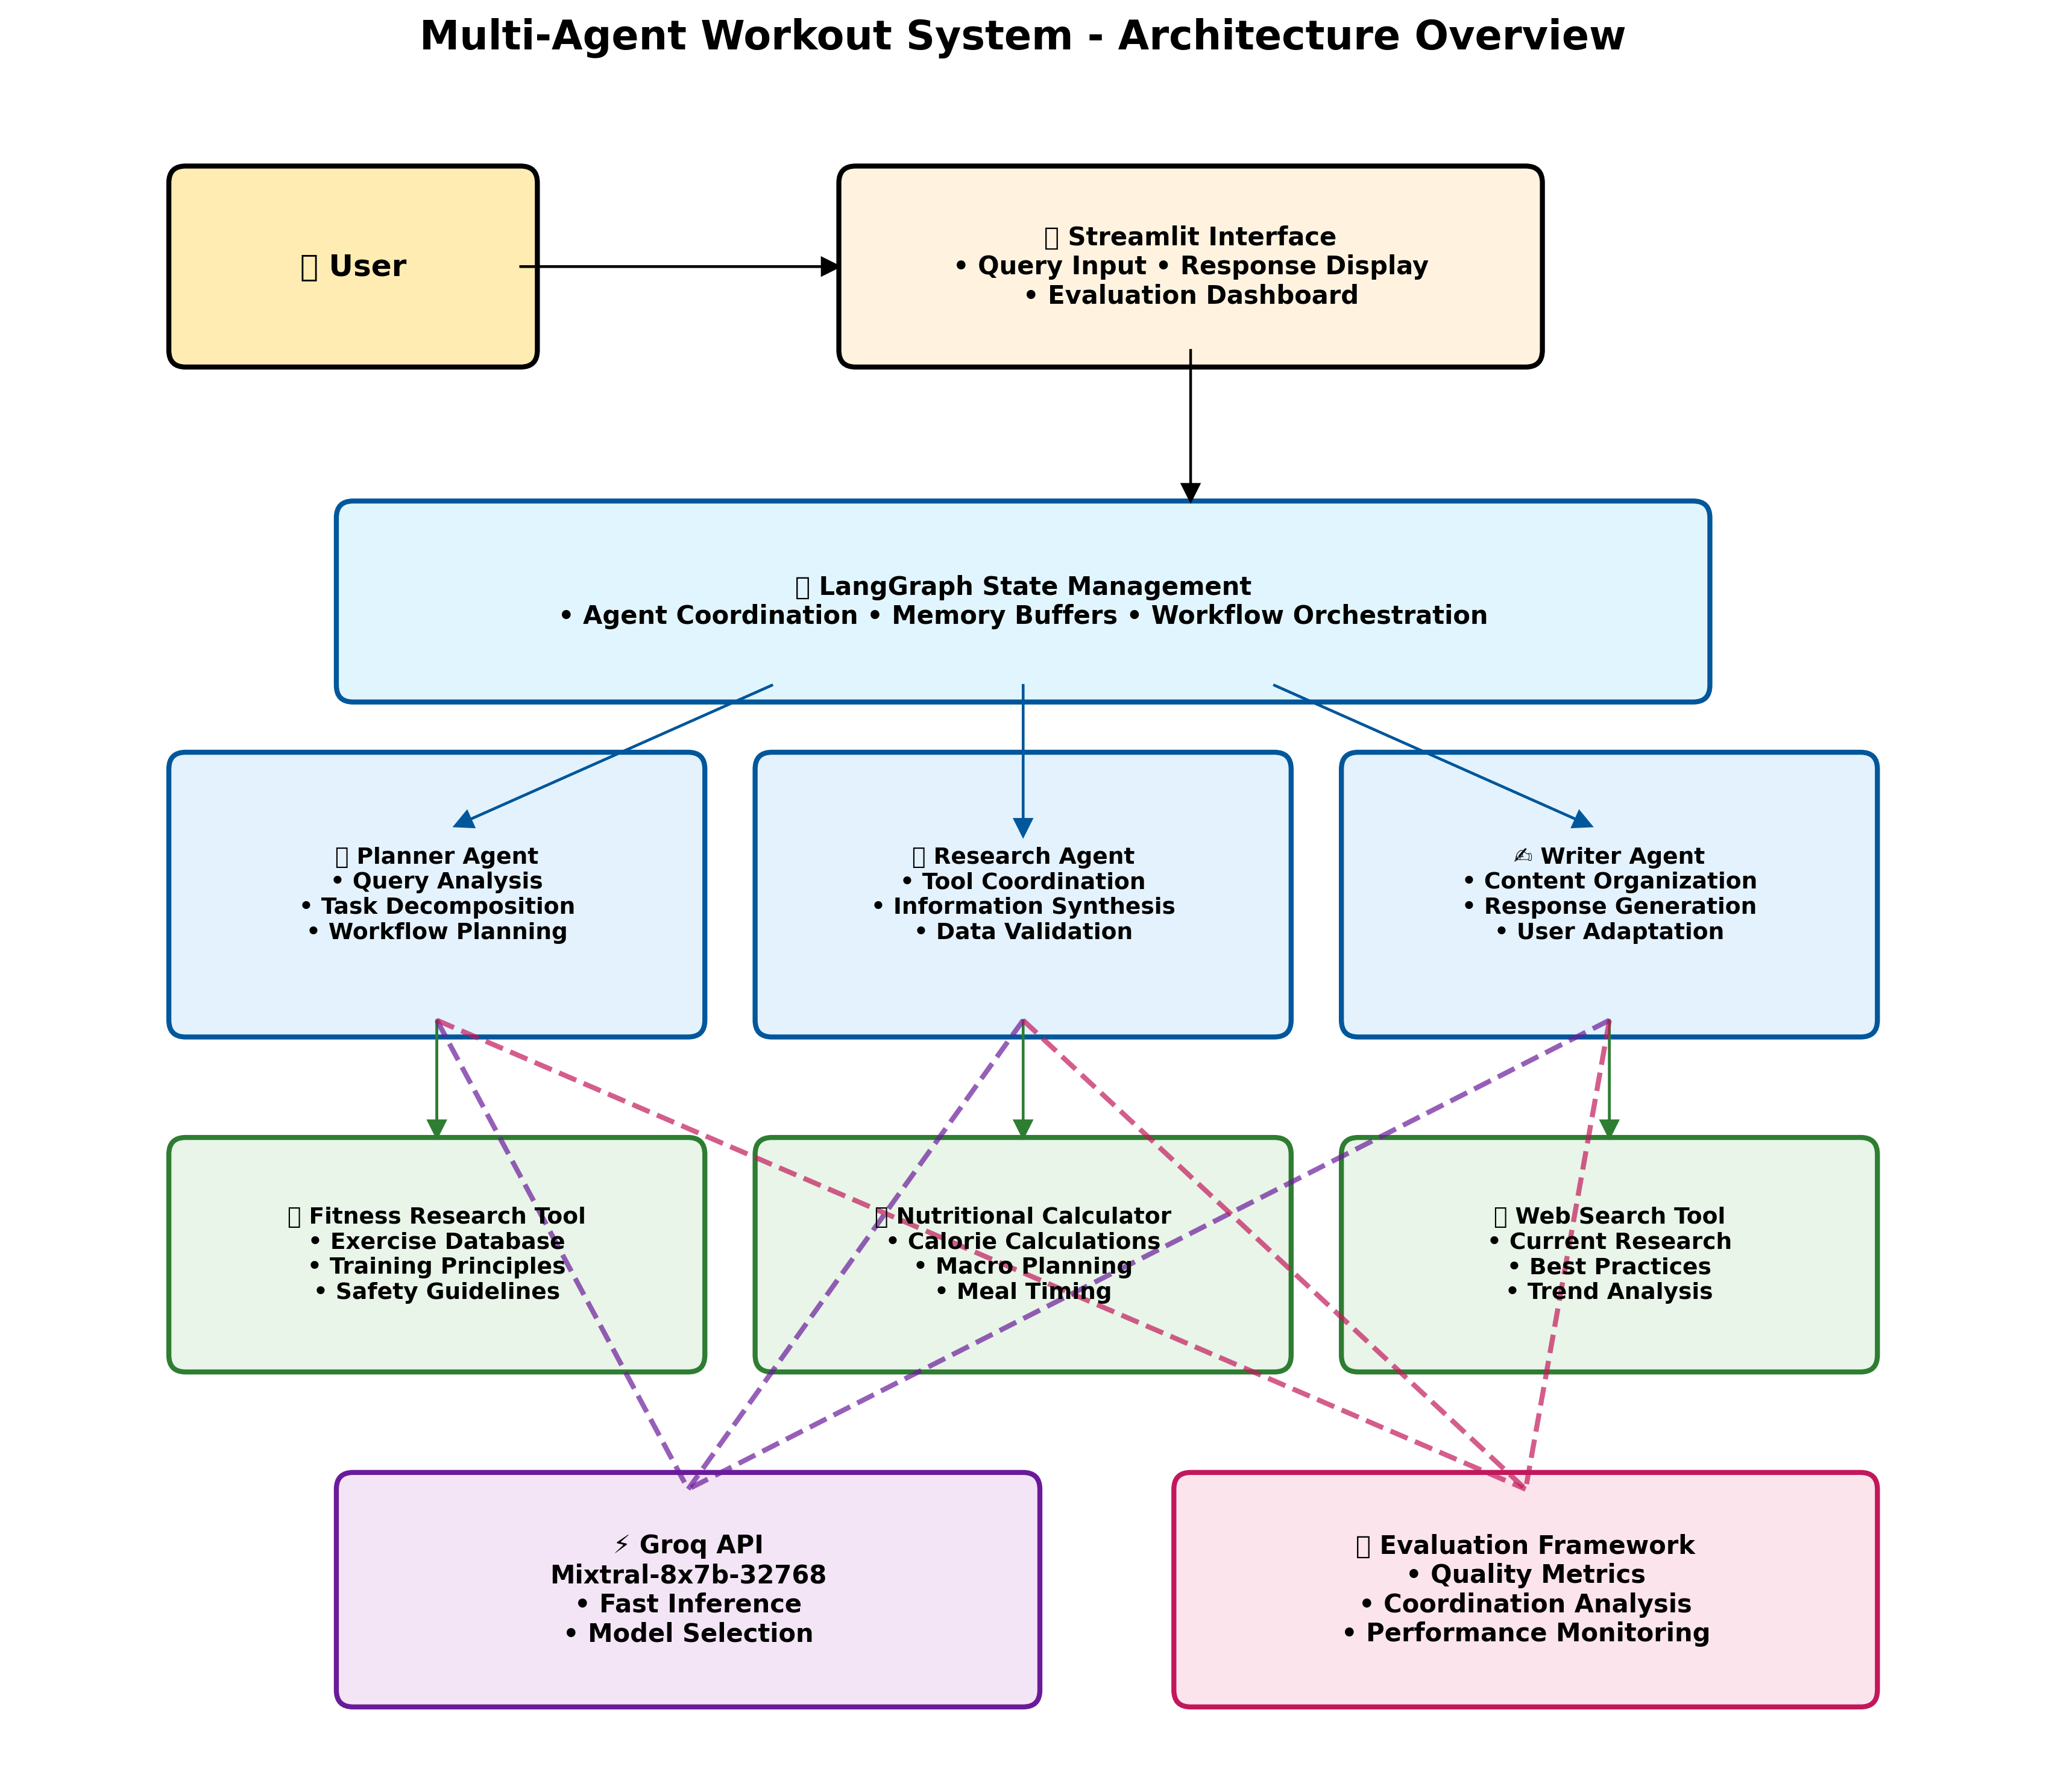 Multi-Agent Workout System - Architecture Overview
User
Streamlit Interface
• Query Input • Response Display
• Evaluation Dashboard
LangGraph State Management
• Agent Coordination • Memory Buffers • Workflow Orchestration
Planner Agent
• Query Analysis
• Task Decomposition
• Workflow Planning
Research Agent
• Tool Coordination
• Information Synthesis
• Data Validation
✍ Writer Agent
• Content Organization
• Response Generation
• User Adaptation
Fitness Research Tool
• Exercise Database
• Training Principles
• Safety Guidelines
Nutritional Calculator
• Calorie Calculations
• Macro Planning
• Meal Timing
Web Search Tool
• Current Research
• Best Practices
• Trend Analysis
⚡ Groq API
Mixtral-8x7b-32768
• Fast Inference
• Model Selection
Evaluation Framework
• Quality Metrics
• Coordination Analysis
• Performance Monitoring